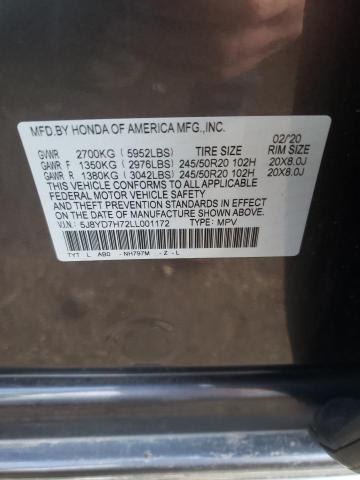 MFD.BY HONDA OF AMERICA MFG.,INC. 02/'20
GVWR 2700KG (5952LBS) TIRE SIZE RIM SIZE
GAWR F 1350KG (2976LBS) 245/50R20 102H 20X8.0J
GAWR R 1380KG (3042LBS) 245/50R20 102H 20X8.0J
THIS VEHICLE CONFORMS TO ALL APPLICABLE
FEDERAL MOTOR VEHICLE SAFETY AND
THEFT PREVENTION STANDARDS IN EFFECT
ON THE DATE OF MANUFACTURE SHOWN ABOVE.
V.I.N.: 5J8YD7H72LL001172 TYPE: MPV
TYT L AB0 - NH797M - Z - L